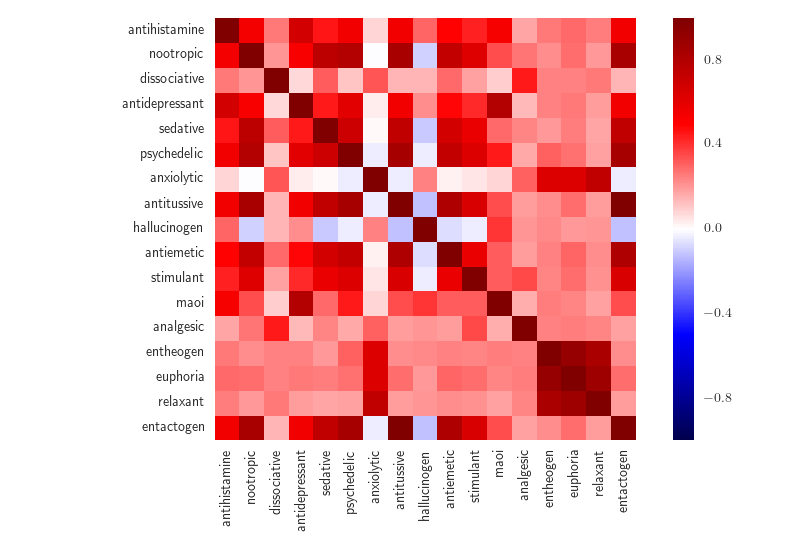 antihistamine
nootropic
dissociative
antidepressant
sedative
psychedelic
anxiolytic
antitussive
hallucinogen
antiemetic
stimulant
maoi
analgesic
entheogen
euphoria
relaxant
entactogen
antihistamine
nootropic
dissociative
antidepressant
sedative
psychedelic
anxiolytic
antitussive
hallucinogen
antiemetic
stimulant
maoi
analgesic
entheogen
euphoria
relaxant
entactogen
0.8
0.4
0.0
−0.4
−0.8